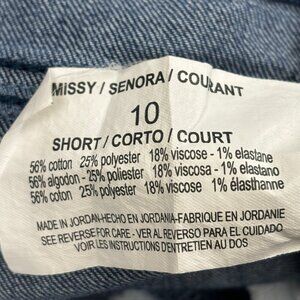 MISSY / SENORA / COURANT
10
SHORT / CORTO / COURT
56% cotton 25% polyester 18% viscose - 1% elastane
56% algodon - 25% poliester 18% viscosa - 1% elastano
56% coton 25% polyester 18% viscose 1% élasthanne
MADE IN JORDAN-HECHO EN JORDANIA-FABRIQUE EN JORDANIE
SEE REVERSE FOR CARE - VER AL REVERSO PARA EL CUIDADO
VOIR LES INSTRUCTIONS D'ENTRETIEN AU DOS